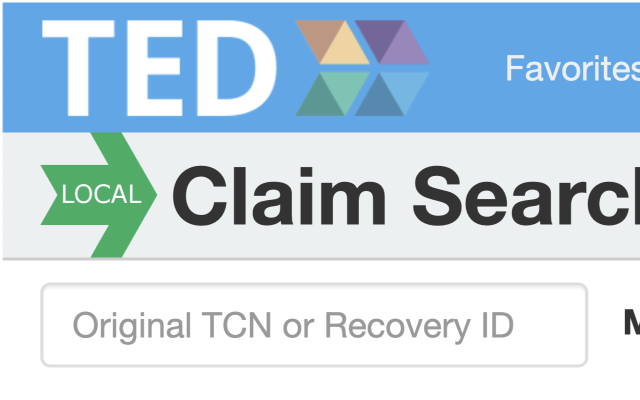 TED
Favorites
LOCAL
Claim Search
Original TCN or Recovery ID
M